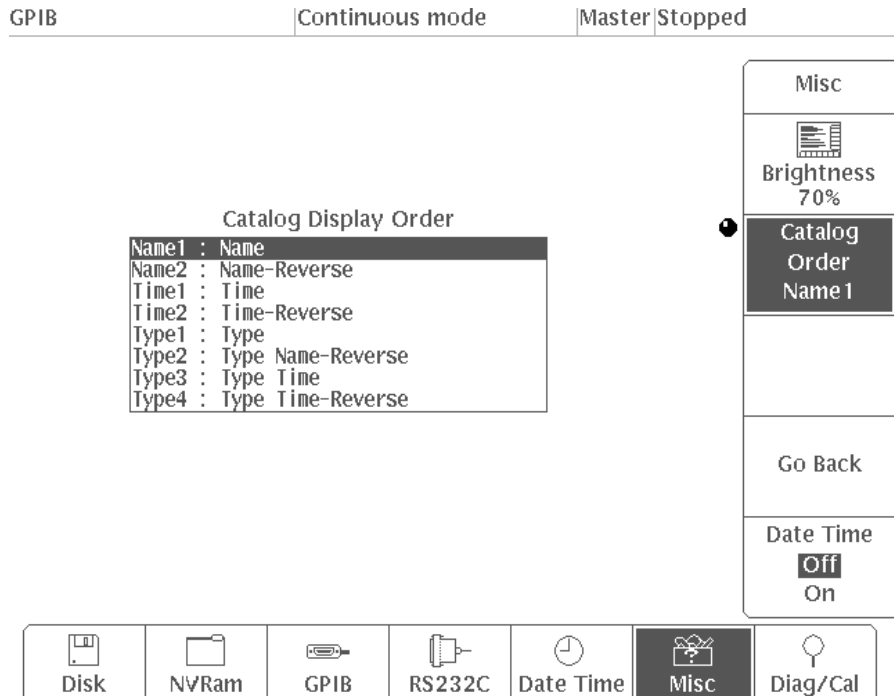 GPIB Continuous mode Master Stopped
Misc
Brightness
70%
Catalog
Order
Name1
Catalog Display Order
Name1 : Name
Name2 : Name-Reverse
Time1 : Time
Time2 : Time-Reverse
Type1 : Type
Type2 : Type Name-Reverse
Type3 : Type Time
Type4 : Type Time-Reverse
Go Back
Date Time
Off
On
Disk NVRam GPIB RS232C Date Time Misc Diag/Cal